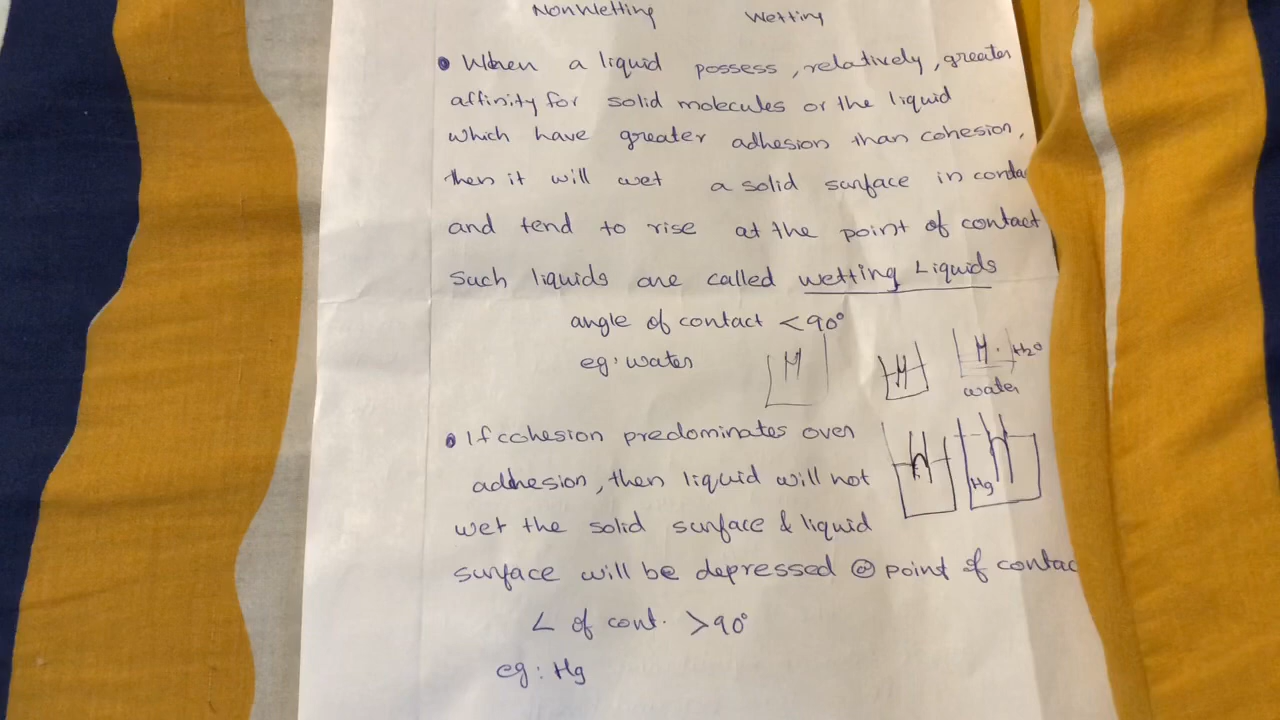 NonWetting Wetting
• When a liquid possess, relatively, greater
affinity for solid molecules or the liquid
which have greater adhesion than cohesion,
then it will wet a solid surface in conta
and tend to rise at the point of contact
Such liquids are called wetting Liquids
angle of contact < 90°
eg: water
H2O
water
• If cohesion predominates over
adhesion, then liquid will not
Hg
wet the solid surface & liquid
surface will be depressed @ point of contac
∠ of cont. > 90°
eg: Hg